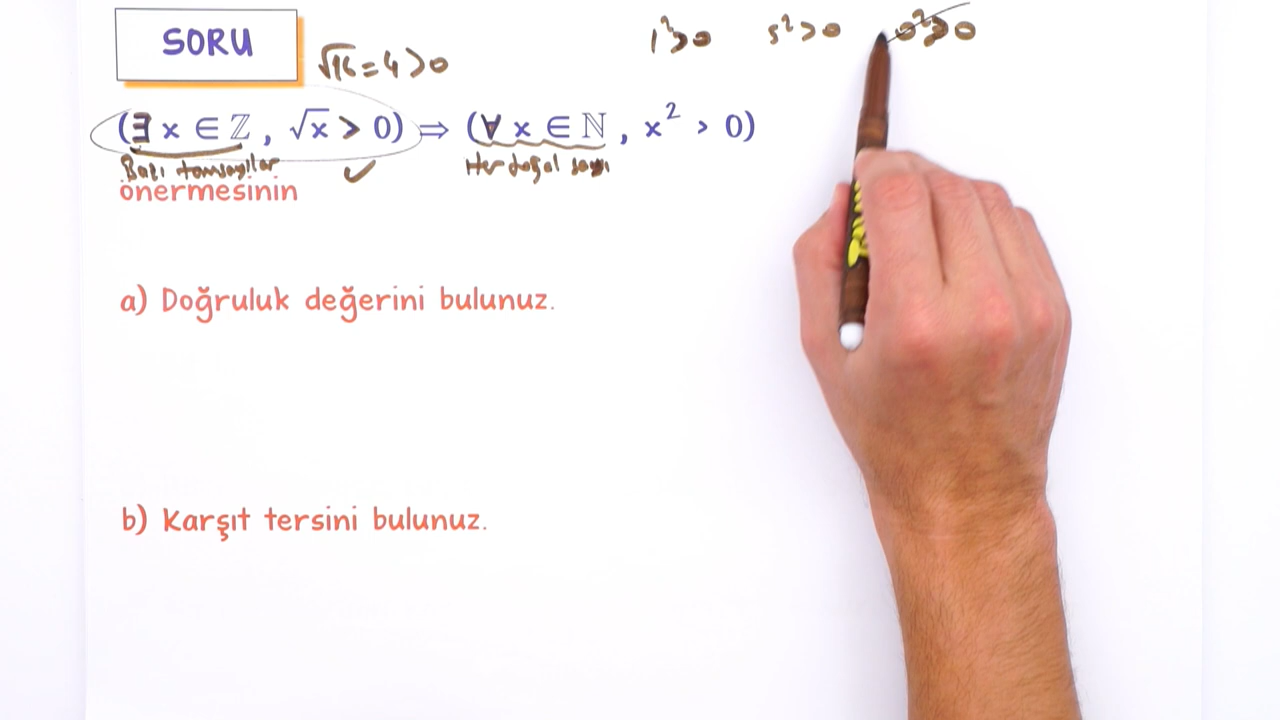 SORU
√16 = 4 > 0
1² > 0 5² > 0 0² > 0
(∃ x ∈ ℤ , √x > 0) ⇒ (∀ x ∈ ℕ , x² > 0)
Bazı tamsayılar ✓ Her doğal sayı
önermesinin
a) Doğruluk değerini bulunuz.
b) Karşıt tersini bulunuz.